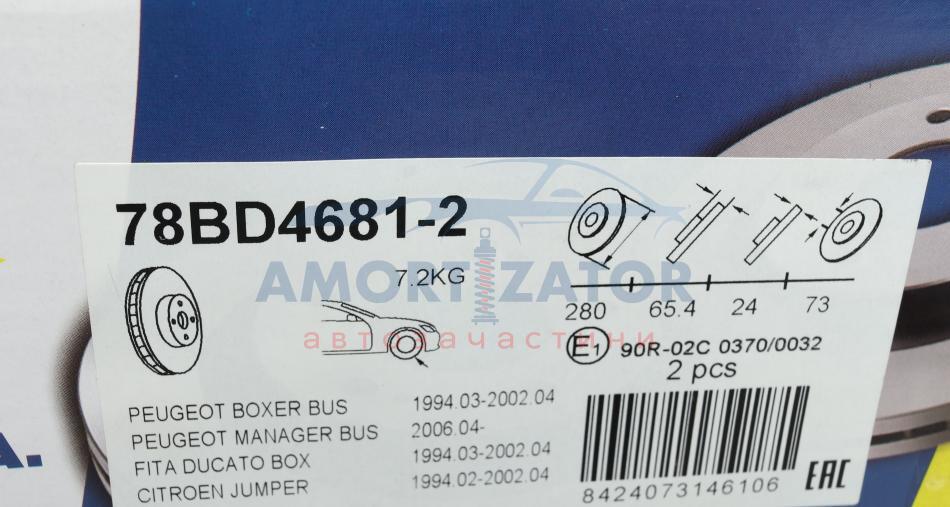 78BD4681-2
7.2KG
AMORTIZATOR
автозачастини
280 65.4 24 73
E1 90R-02C 0370/0032
2 pcs
PEUGEOT BOXER BUS 1994.03-2002.04
PEUGEOT MANAGER BUS 2006.04-
FITA DUCATO BOX 1994.03-2002.04
CITROEN JUMPER 1994.02-2002.04
8424073146106
EAC
A.